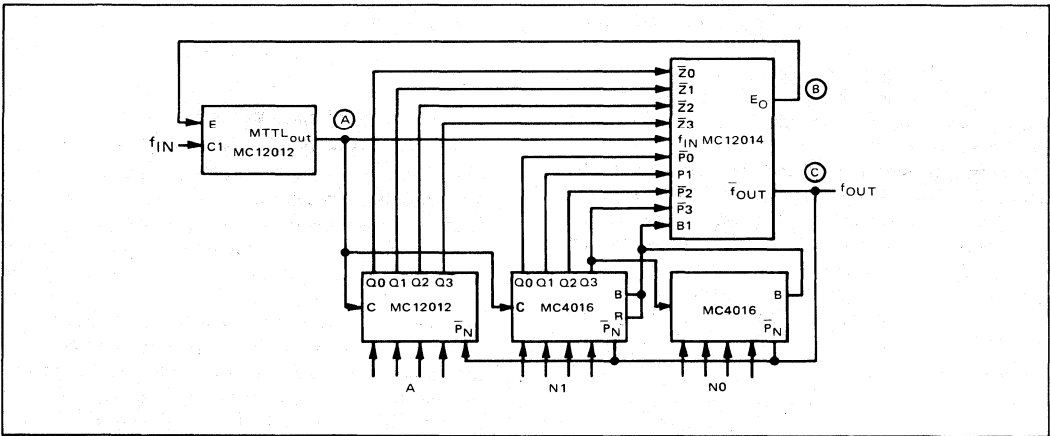 E
f_IN
C1
MTTL_out
MC12012
Ⓐ
Z̅0
Z̅1
Z̅2
Z̅3
f_IN MC12014
P̅0
P1
P̅2
P̅3
B1
E_O
Ⓑ
f̅_OUT
Ⓒ
f_OUT
Q0 Q1 Q2 Q3
C
MC12012
P̅_N
A
Q0 Q1 Q2 Q3
C
MC4016
B
R
P̅_N
N1
MC4016
B
P̅_N
N0